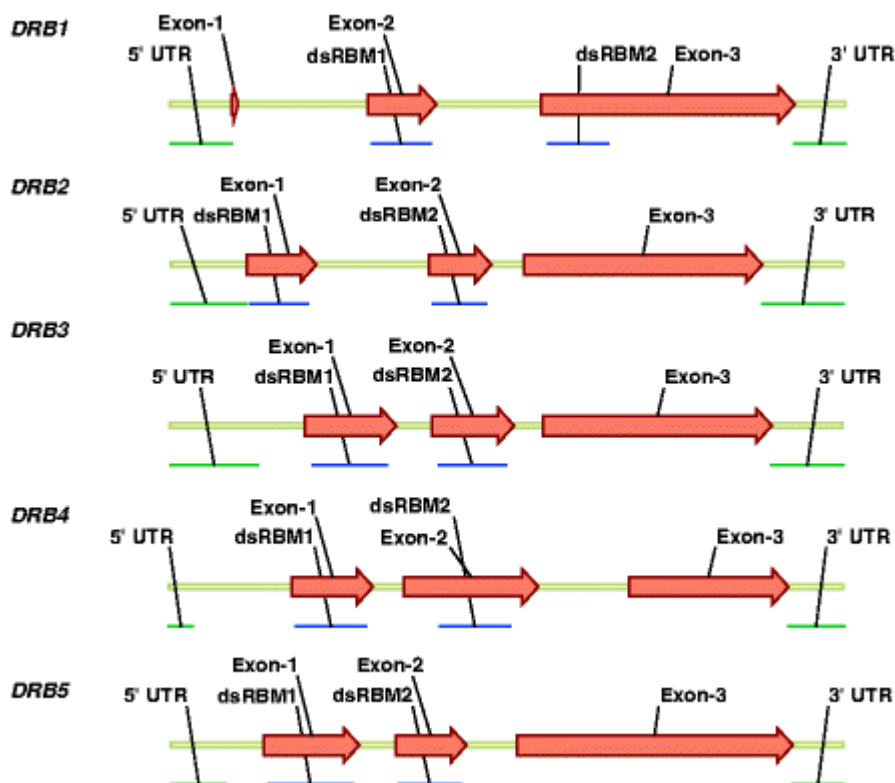 DRB1 Exon-1 Exon-2
5' UTR dsRBM1 dsRBM2 Exon-3 3' UTR
DRB2 Exon-1 Exon-2
5' UTR dsRBM1 dsRBM2 Exon-3 3' UTR
DRB3 Exon-1 Exon-2
5' UTR dsRBM1 dsRBM2 Exon-3 3' UTR
DRB4 Exon-1 dsRBM2
5' UTR dsRBM1 Exon-2 Exon-3 3' UTR
DRB5 Exon-1 Exon-2
5' UTR dsRBM1 dsRBM2 Exon-3 3' UTR